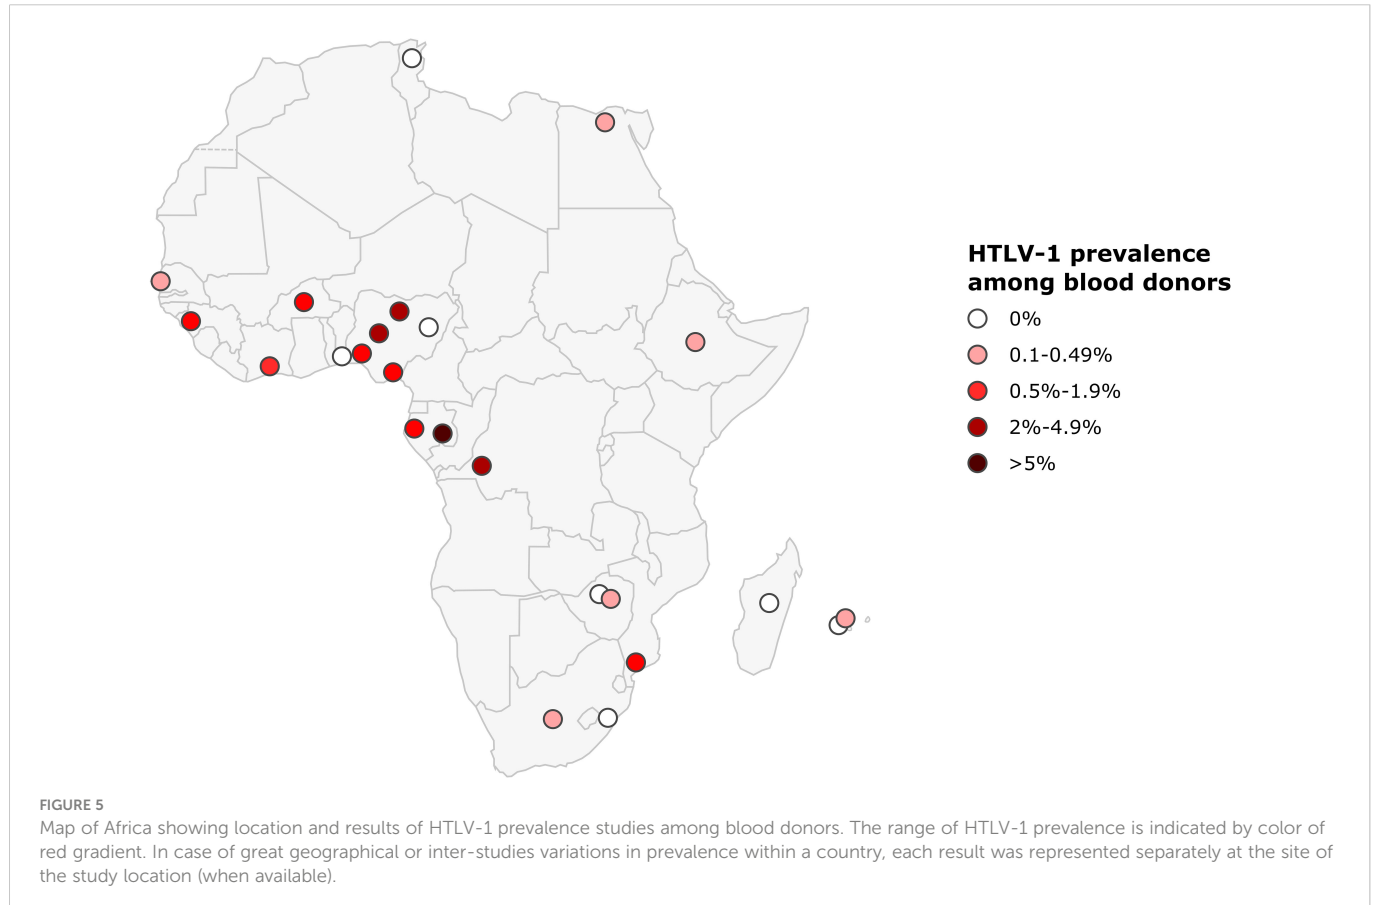 HTLV-1 prevalence
among blood donors
0%
0.1-0.49%
0.5%-1.9%
2%-4.9%
>5%
FIGURE 5
Map of Africa showing location and results of HTLV-1 prevalence studies among blood donors. The range of HTLV-1 prevalence is indicated by color of
red gradient. In case of great geographical or inter-studies variations in prevalence within a country, each result was represented separately at the site of
the study location (when available).